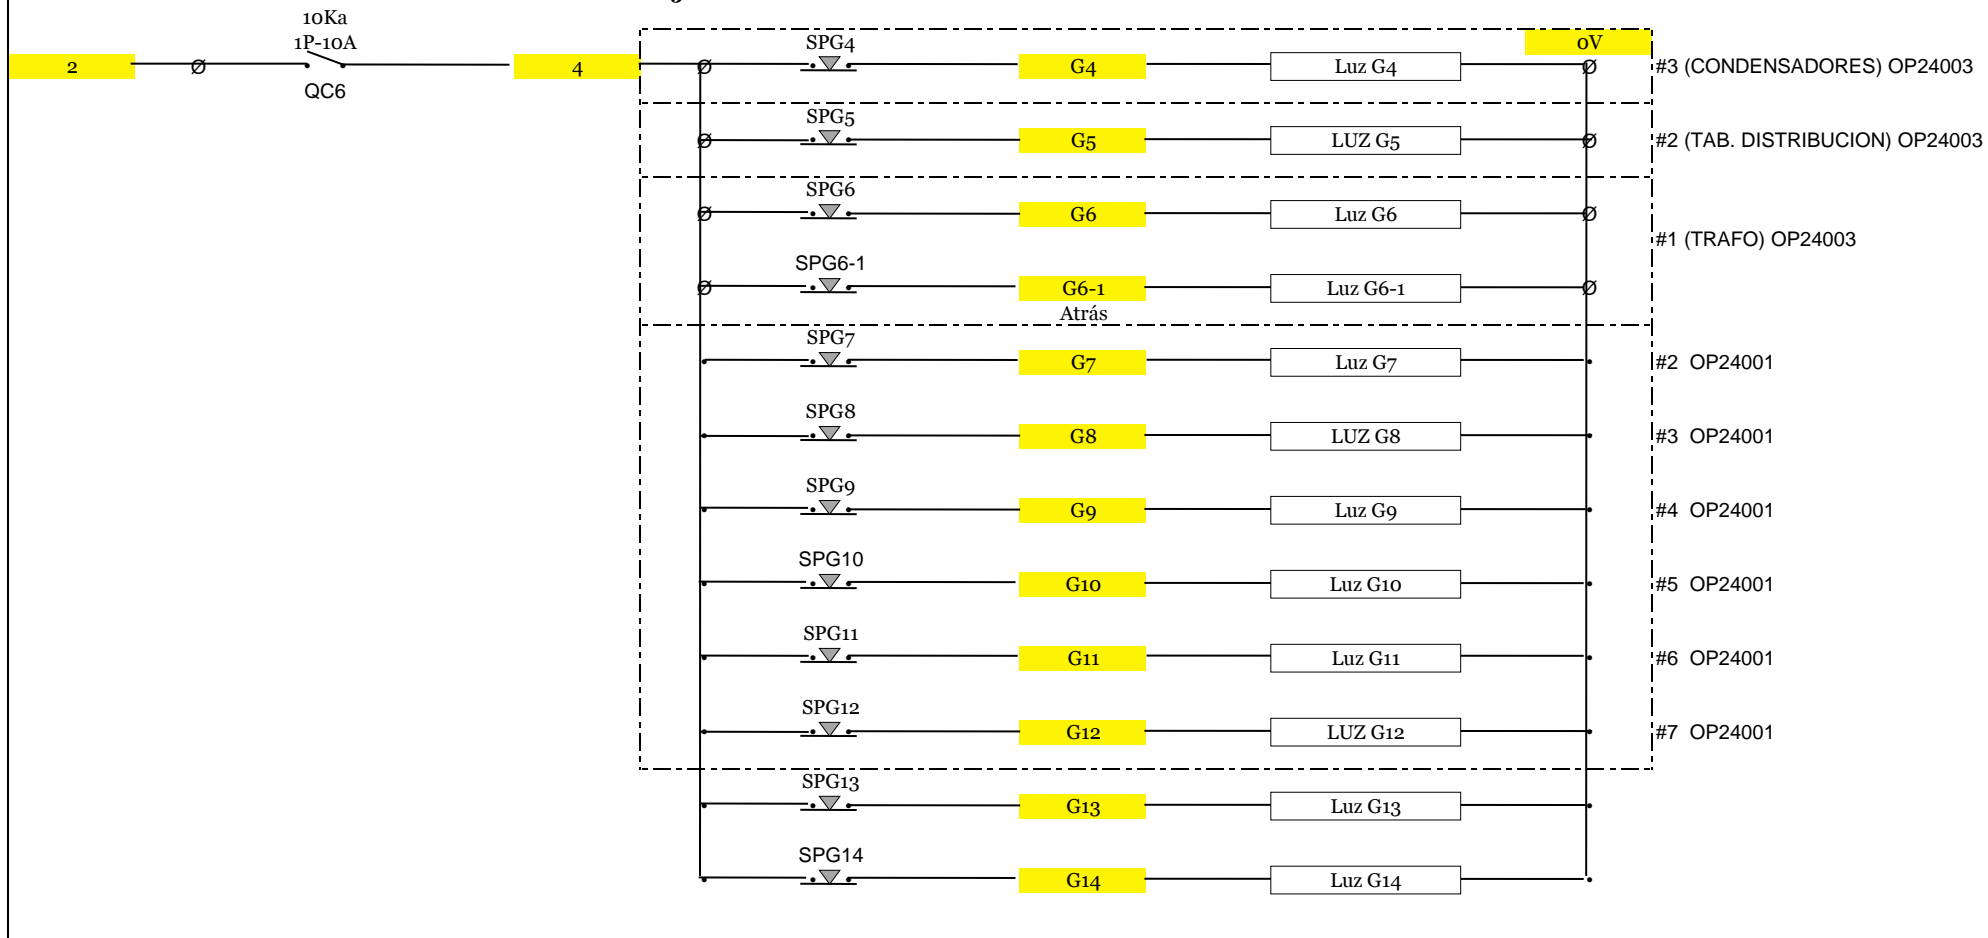 10Ka
1P-10A
2
Ø
QC6
4
0V
SPG4
Ø
G4
Luz G4
Ø
#3 (CONDENSADORES) OP24003
SPG5
Ø
G5
LUZ G5
Ø
#2 (TAB. DISTRIBUCION) OP24003
SPG6
Ø
G6
Luz G6
Ø
#1 (TRAFO) OP24003
SPG6-1
Ø
G6-1
Luz G6-1
Ø
Atrás
SPG7
G7
Luz G7
#2 OP24001
SPG8
G8
LUZ G8
#3 OP24001
SPG9
G9
Luz G9
#4 OP24001
SPG10
G10
Luz G10
#5 OP24001
SPG11
G11
Luz G11
#6 OP24001
SPG12
G12
LUZ G12
#7 OP24001
SPG13
G13
Luz G13
SPG14
G14
Luz G14